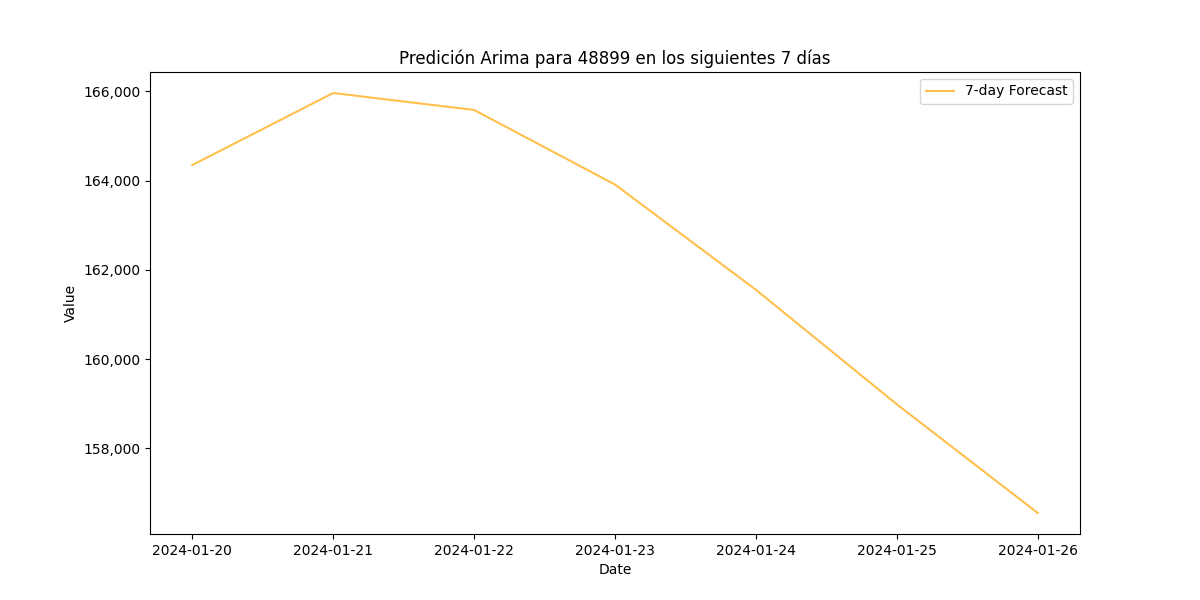 Predición Arima para 48899 en los siguientes 7 días
7-day Forecast
166,000
164,000
162,000
160,000
158,000
Value
2024-01-20 2024-01-21 2024-01-22 2024-01-23 2024-01-24 2024-01-25 2024-01-26
Date